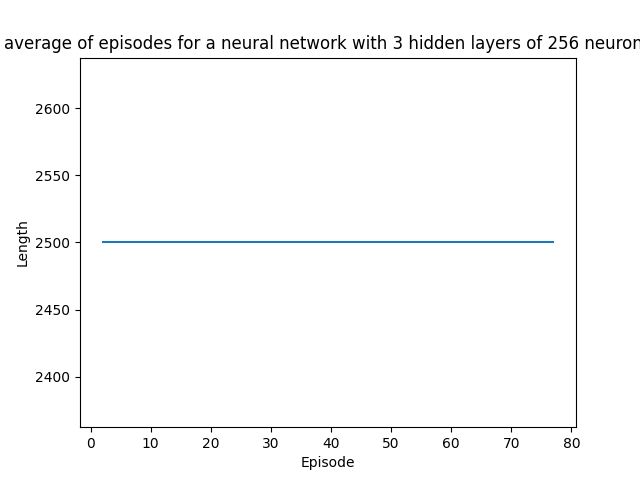 average of episodes for a neural network with 3 hidden layers of 256 neuron
2600
2550
2500
2450
2400
Length
0 10 20 30 40 50 60 70 80
Episode